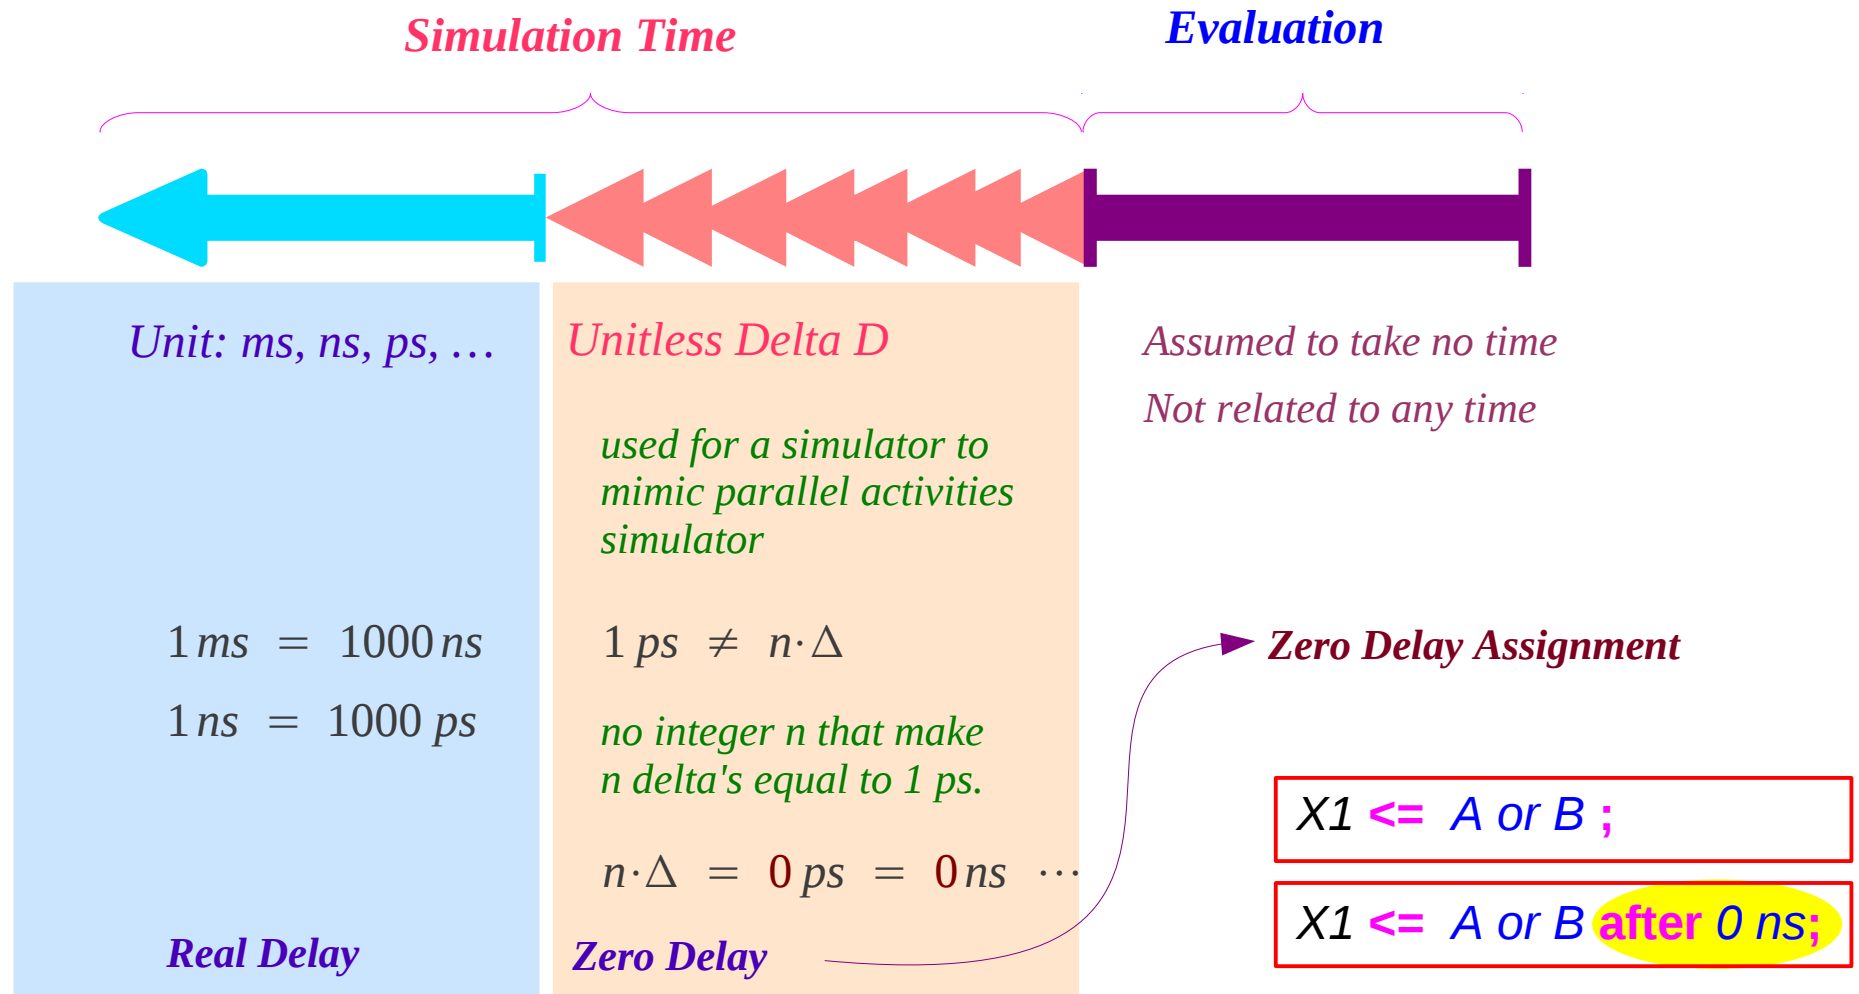 Simulation Time
Evaluation
Unit: ms, ns, ps, …
1 ms = 1000 ns
1 ns = 1000 ps
Real Delay
Unitless Delta D
used for a simulator to
mimic parallel activities
simulator
1 ps ≠ n·Δ
no integer n that make
n delta's equal to 1 ps.
n·Δ = 0 ps = 0 ns ⋯
Zero Delay
Assumed to take no time
Not related to any time
Zero Delay Assignment
X1 <= A or B ;
X1 <= A or B after 0 ns;